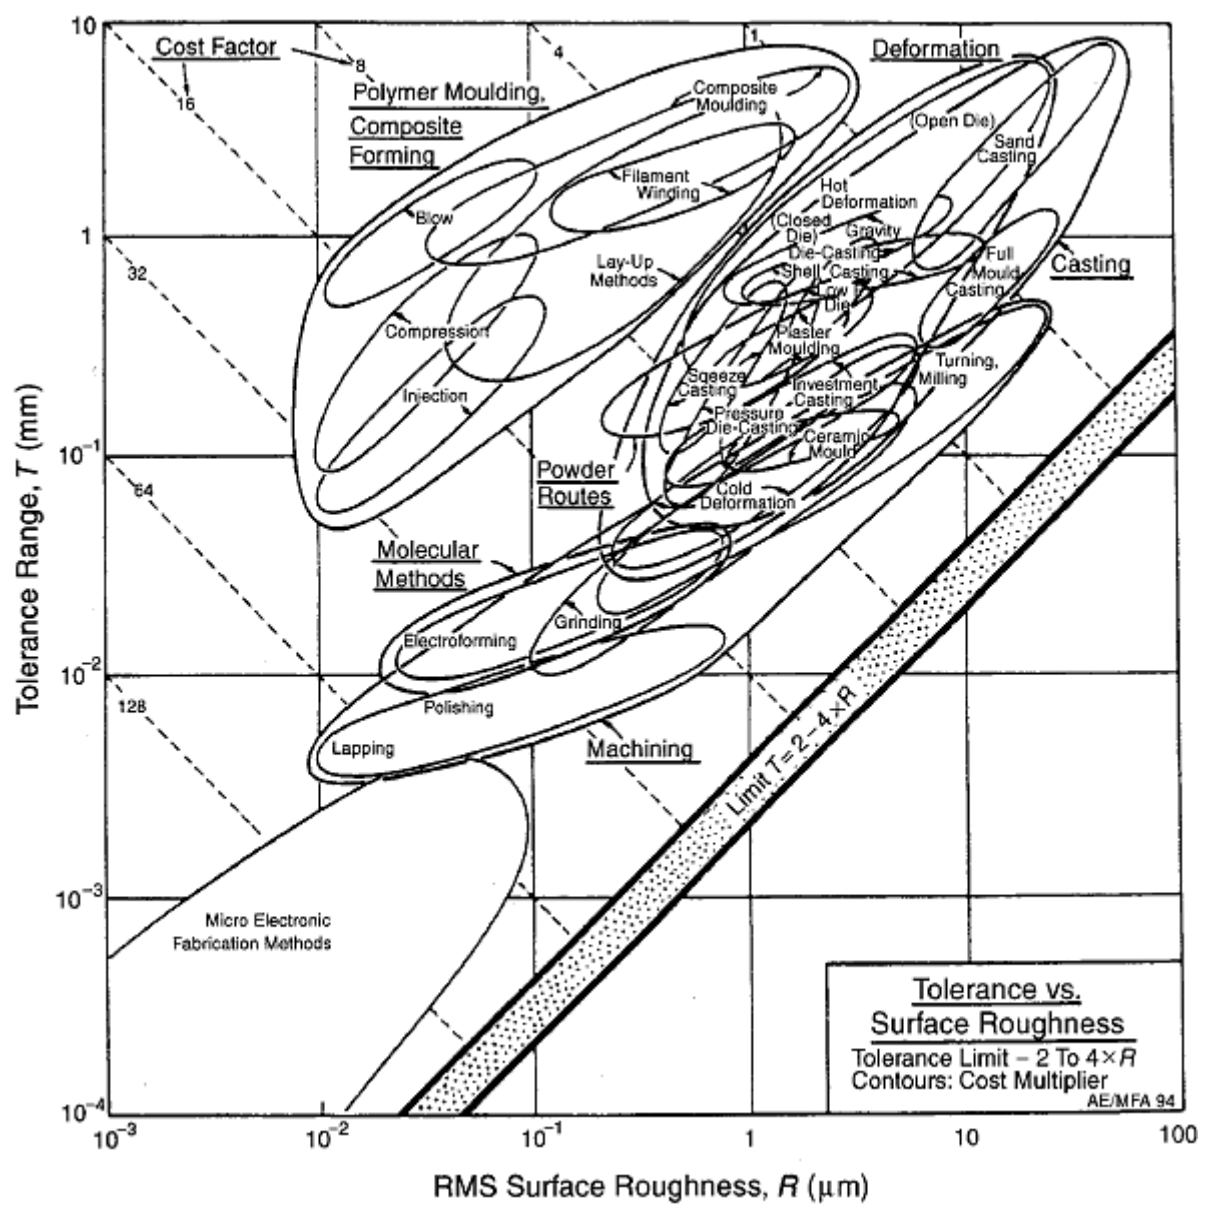 10
Cost Factor
8
4
1
Deformation
16
Polymer Moulding,
Composite
Forming
Composite
Moulding
(Open Die)
Sand
Casting
Filament
Winding
Hot
Deformation
Blow
(Closed
Die)
Gravity
Die-Casting
1
32
Lay-Up
Methods
Shell Casting
Low
Die
Full
Mould
Casting
Casting
Compression
Plaster
Moulding
Turning,
Milling
Injection
Sqeeze
Casting
Investment
Casting
Pressure
Die-Casting
Ceramic
Mould
10⁻¹
64
Powder
Routes
Cold
Deformation
Molecular
Methods
Grinding
Electroforming
10⁻²
128
Polishing
Lapping
Machining
Limit T = 2 – 4 × R
10⁻³
Micro Electronic
Fabrication Methods
Tolerance vs.
Surface Roughness
Tolerance Limit – 2 To 4×R
Contours: Cost Multiplier
AE/MFA 94
10⁻⁴
10⁻³
10⁻²
10⁻¹
1
10
100
Tolerance Range, T (mm)
RMS Surface Roughness, R (μm)